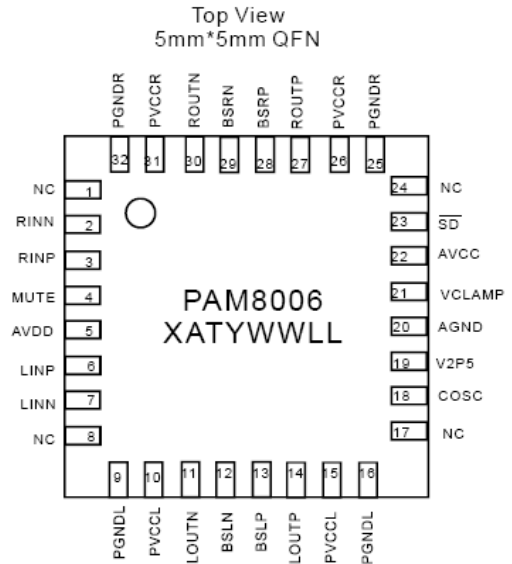 Top View
5mm*5mm QFN
PGNDR PVCCR ROUTN BSRN BSRP ROUTP PVCCR PGNDR
32 31 30 29 28 27 26 25
NC 1
RINN 2
RINP 3
MUTE 4
AVDD 5
LINP 6
LINN 7
NC 8
PAM8006
XATYWWLL
24 NC
23 SD
22 AVCC
21 VCLAMP
20 AGND
19 V2P5
18 COSC
17 NC
9 10 11 12 13 14 15 16
PGNDL PVCCL LOUTN BSLN BSLP LOUTP PVCCL PGNDL